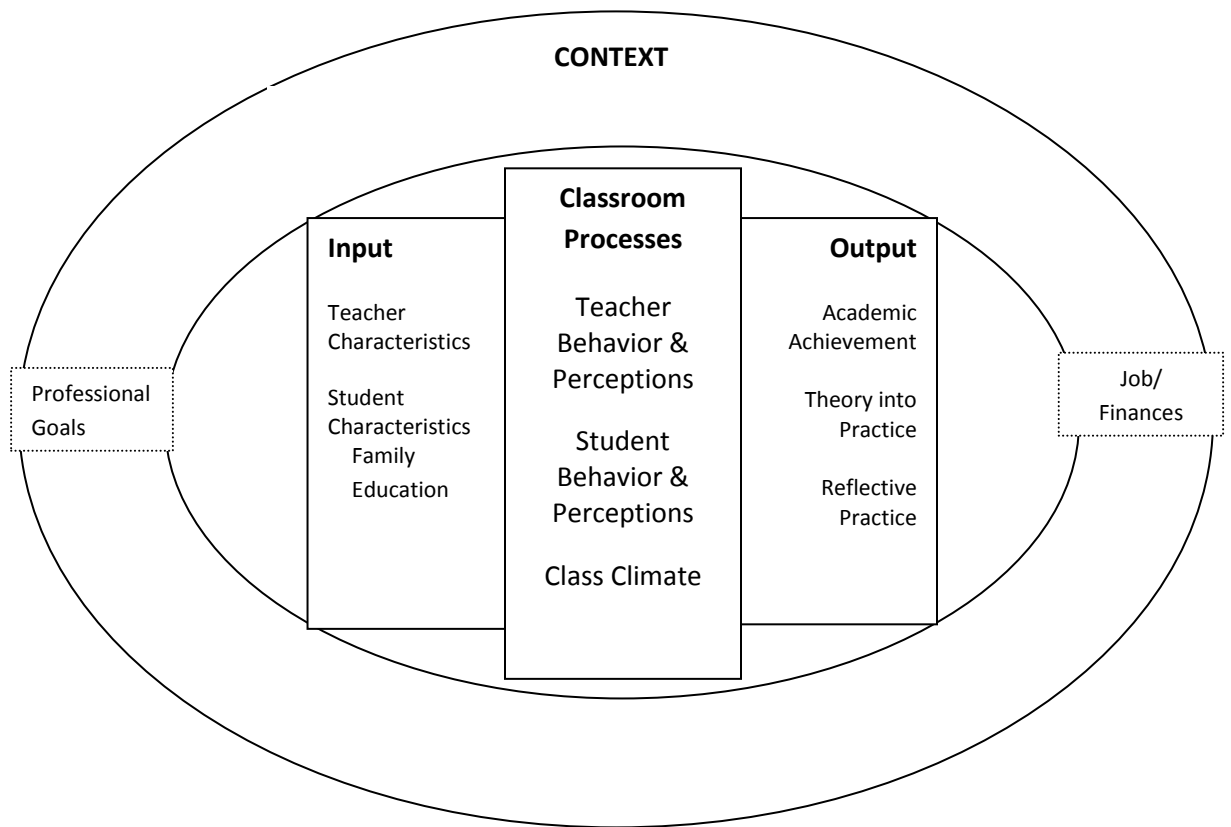 CONTEXT
Classroom
Processes
Teacher
Behavior &
Perceptions
Student
Behavior &
Perceptions
Class Climate
Input
Teacher
Characteristics
Student
Characteristics
Family
Education
Output
Academic
Achievement
Theory into
Practice
Reflective
Practice
Professional
Goals
Job/
Finances